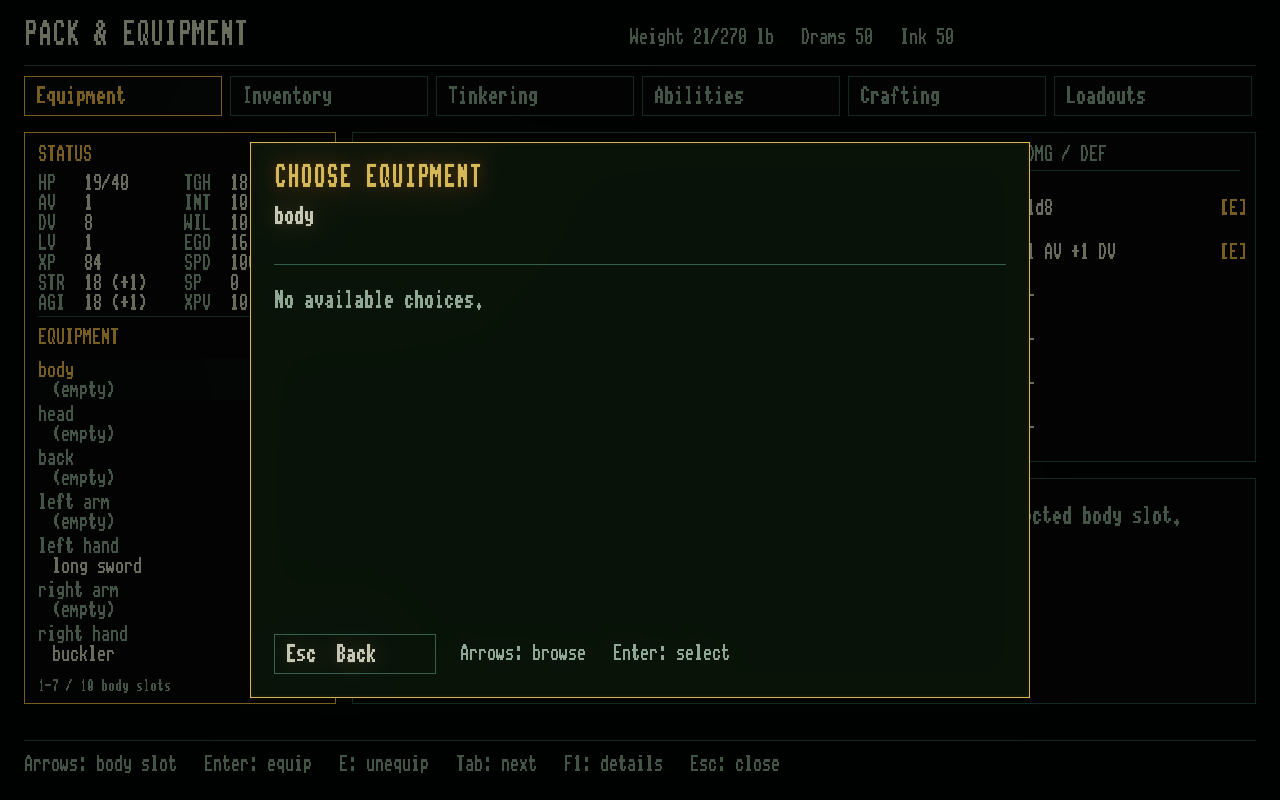 PACK & EQUIPMENT
Weight 21/270 lb Drams 50 Ink 50
Equipment Inventory Tinkering Abilities Crafting Loadouts
STATUS
HP 19/40 TGH 18
AV 1 INT 10
DV 8 WIL 10
LV 1 EGO 16
XP 84 SPD 10
STR 18 (+1) SP 0
AGI 18 (+1) XPV 10
EQUIPMENT
body
(empty)
head
(empty)
back
(empty)
left arm
(empty)
left hand
long sword
right arm
(empty)
right hand
buckler
1-7 / 10 body slots
CHOOSE EQUIPMENT
body
No available choices.
Esc Back Arrows: browse Enter: select
DMG / DEF
1d8 [E]
1 AV +1 DV [E]
cted body slot.
Arrows: body slot Enter: equip E: unequip Tab: next F1: details Esc: close